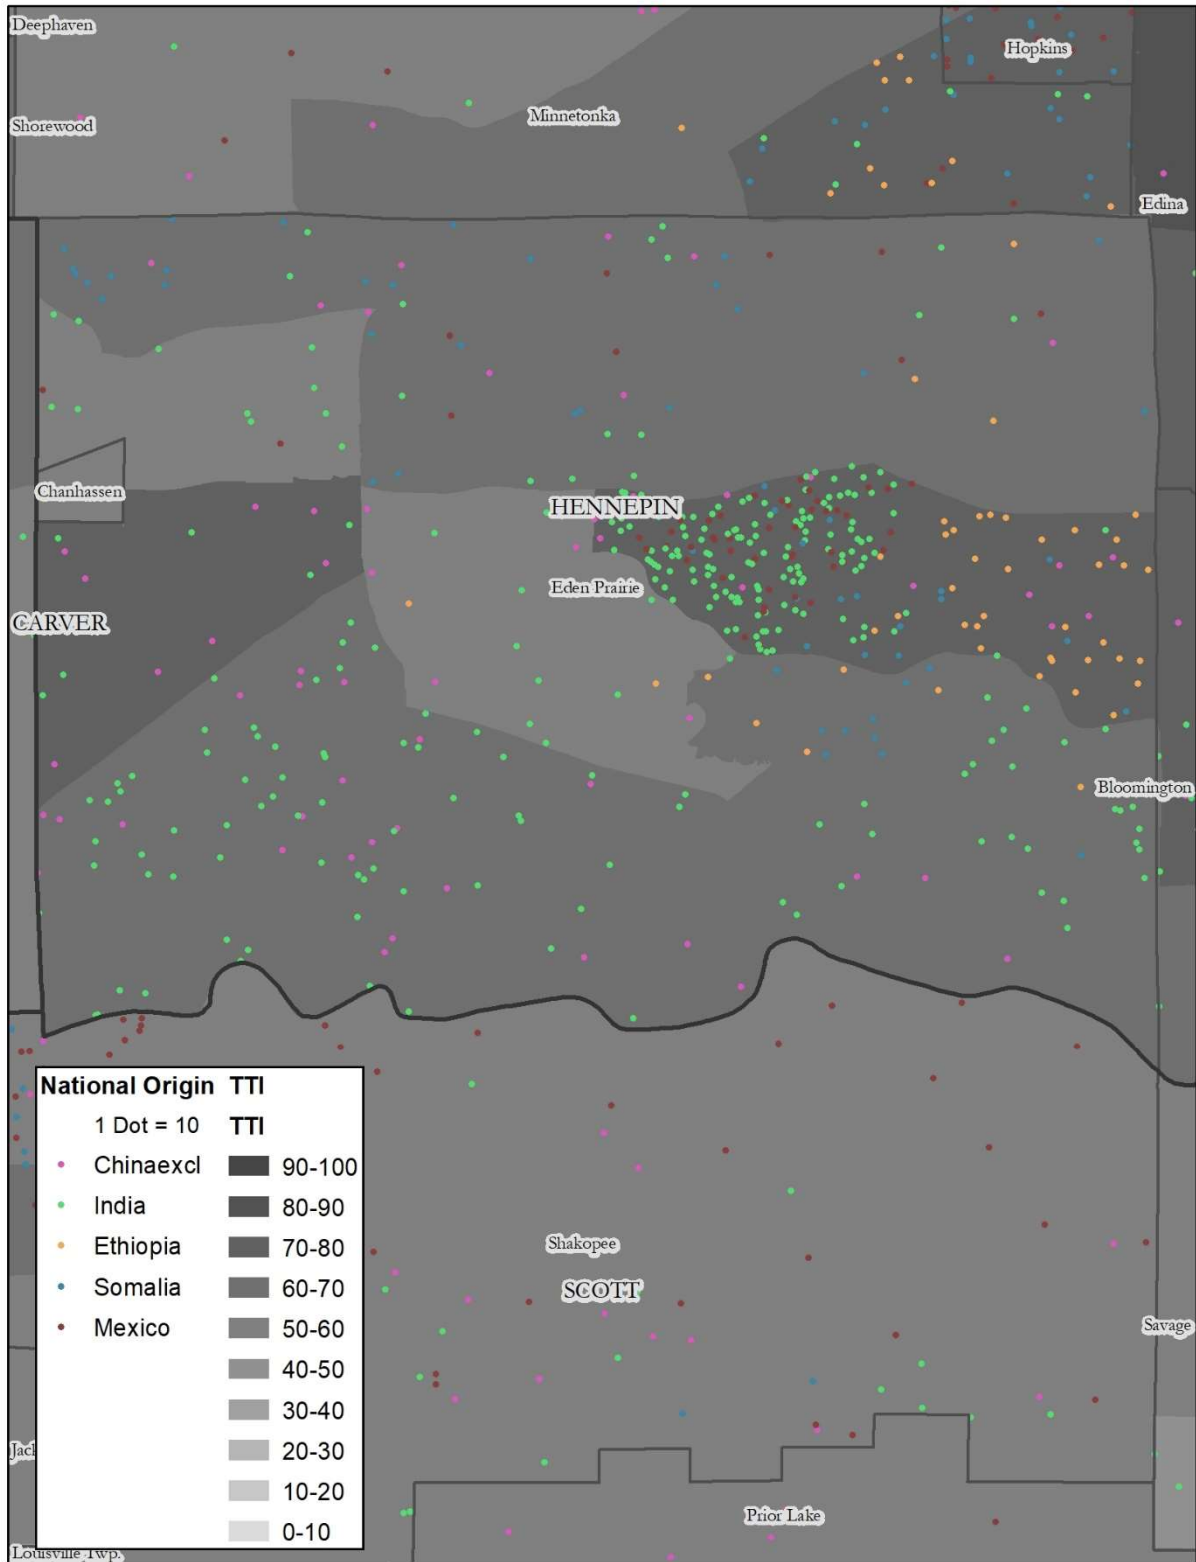 Deephaven
Hopkins
Minnetonka
Shorewood
Edina
Chanhassen
HENNEPIN
Eden Prairie
CARVER
Bloomington
National Origin TTI
1 Dot = 10 TTI
Chinaexcl 90-100
India 80-90
Ethiopia 70-80
Somalia 60-70
Mexico 50-60
40-50
30-40
20-30
10-20
0-10
Shakopee
SCOTT
Savage
Jack
Prior Lake
Louisville Twp.